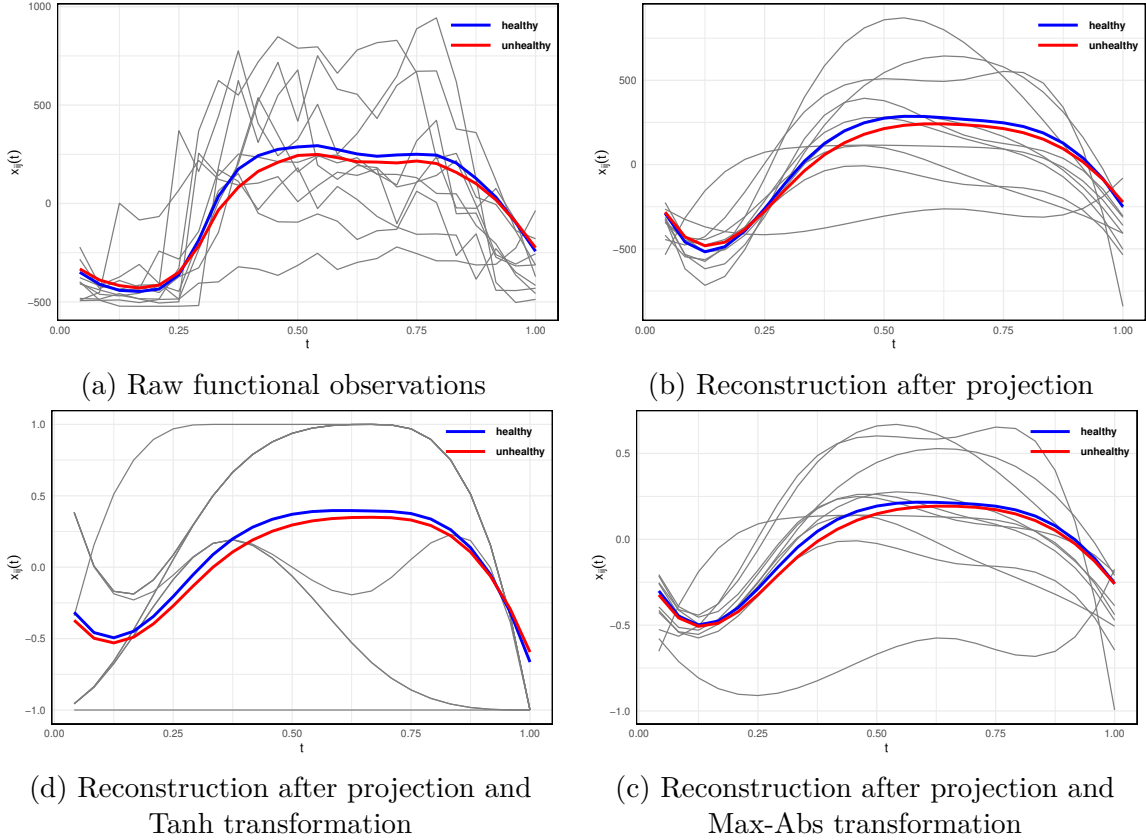 1000
500
0
−500
x_ij(t)
healthy
unhealthy
0.00 0.25 0.50 0.75 1.00
t
(a) Raw functional observations
500
0
−500
x_ij(t)
healthy
unhealthy
0.00 0.25 0.50 0.75 1.00
t
(b) Reconstruction after projection
1.0
0.5
0.0
−0.5
−1.0
x_ij(t)
healthy
unhealthy
0.00 0.25 0.50 0.75 1.00
t
(d) Reconstruction after projection and
Tanh transformation
0.5
0.0
−0.5
−1.0
x_ij(t)
healthy
unhealthy
0.00 0.25 0.50 0.75 1.00
t
(c) Reconstruction after projection and
Max-Abs transformation